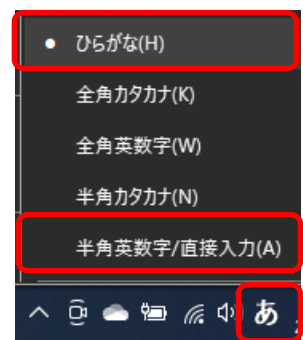 ひらがな(H)
全角カタカナ(K)
全角英数字(W)
半角カタカナ(N)
半角英数字/直接入力(A)
あ